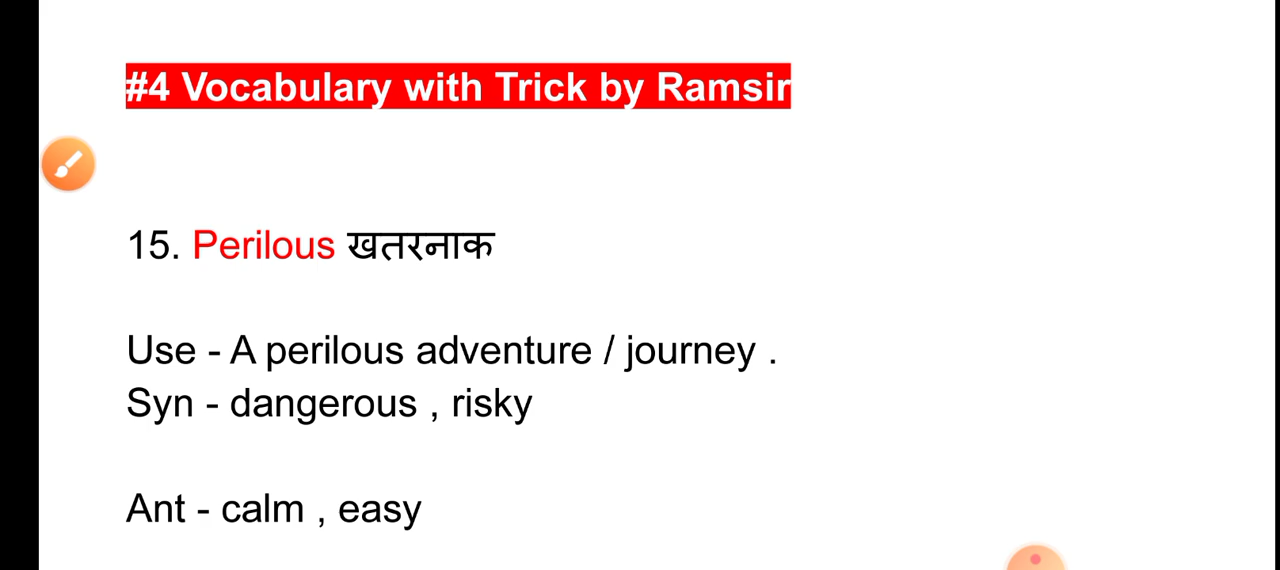 #4 Vocabulary with Trick by Ramsir
15. Perilous खतरनाक
Use - A perilous adventure / journey .
Syn - dangerous , risky
Ant - calm , easy